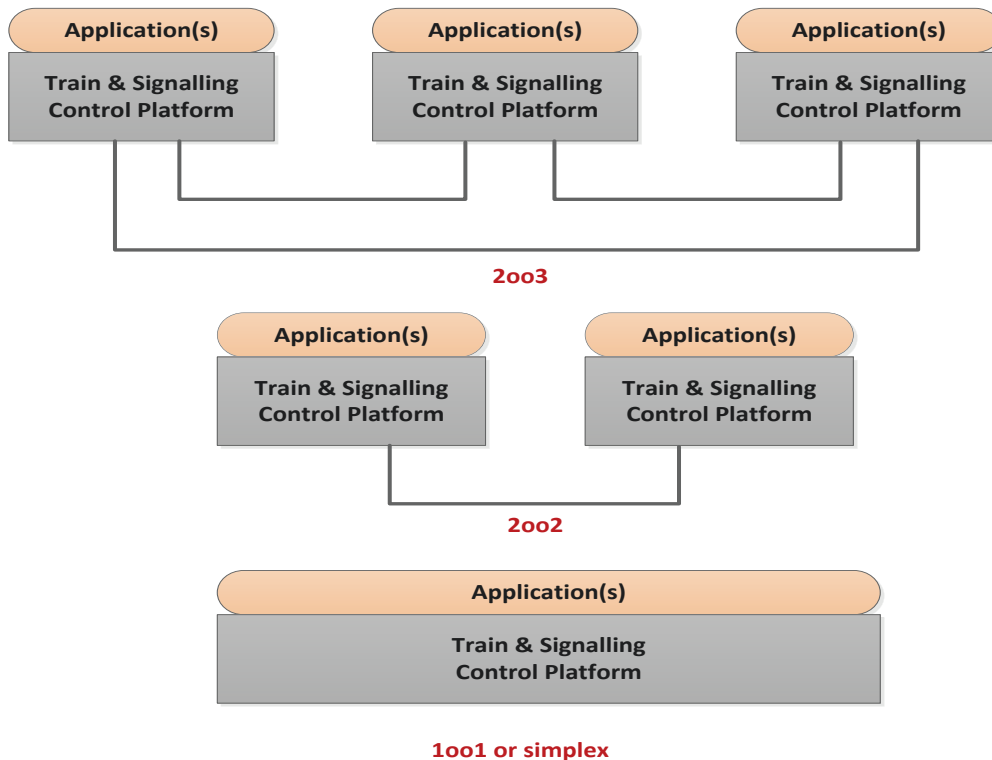 Application(s)
Train & Signalling
Control Platform
Application(s)
Train & Signalling
Control Platform
Application(s)
Train & Signalling
Control Platform
2oo3
Application(s)
Train & Signalling
Control Platform
Application(s)
Train & Signalling
Control Platform
2oo2
Application(s)
Train & Signalling
Control Platform
1oo1 or simplex